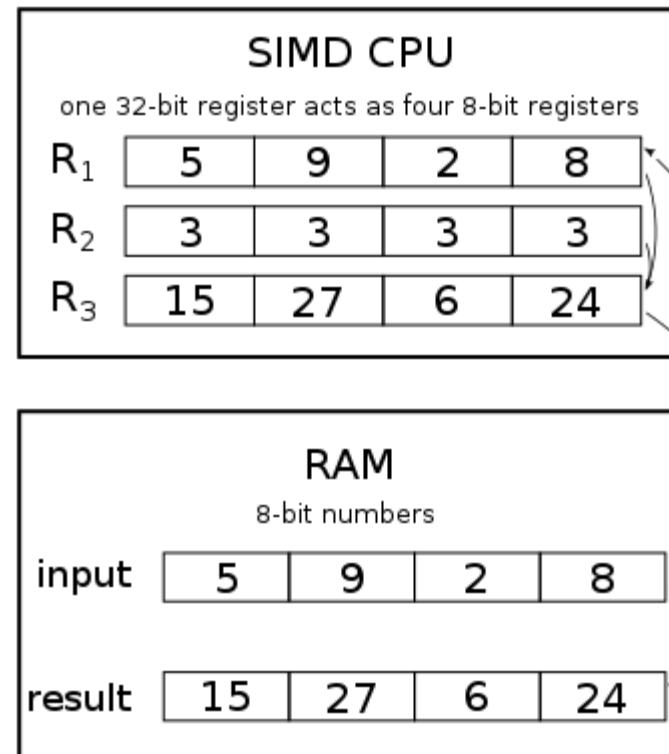 SIMD CPU
one 32-bit register acts as four 8-bit registers
R₁ 5 9 2 8
R₂ 3 3 3 3
R₃ 15 27 6 24
RAM
8-bit numbers
input 5 9 2 8
result 15 27 6 24